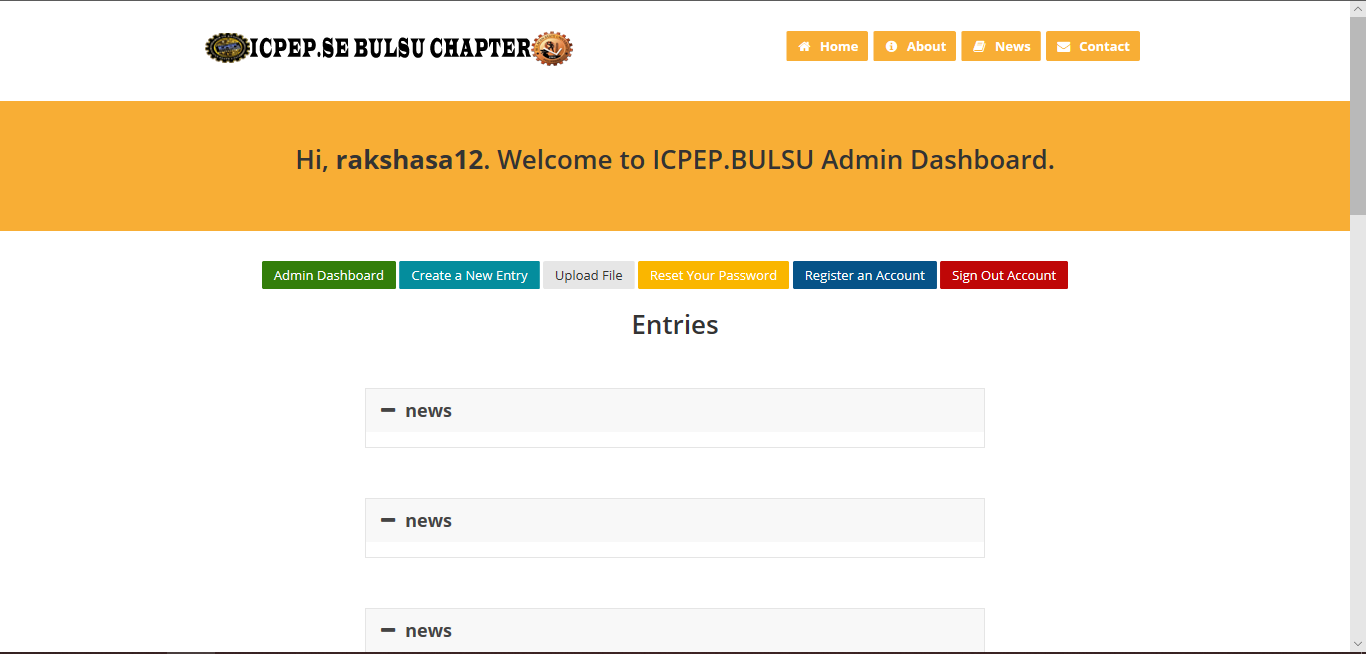 ICPEP.SE BULSU CHAPTER
Home About News Contact
Hi, rakshasa12. Welcome to ICPEP.BULSU Admin Dashboard.
Admin Dashboard Create a New Entry Upload File Reset Your Password Register an Account Sign Out Account
Entries
news
news
news